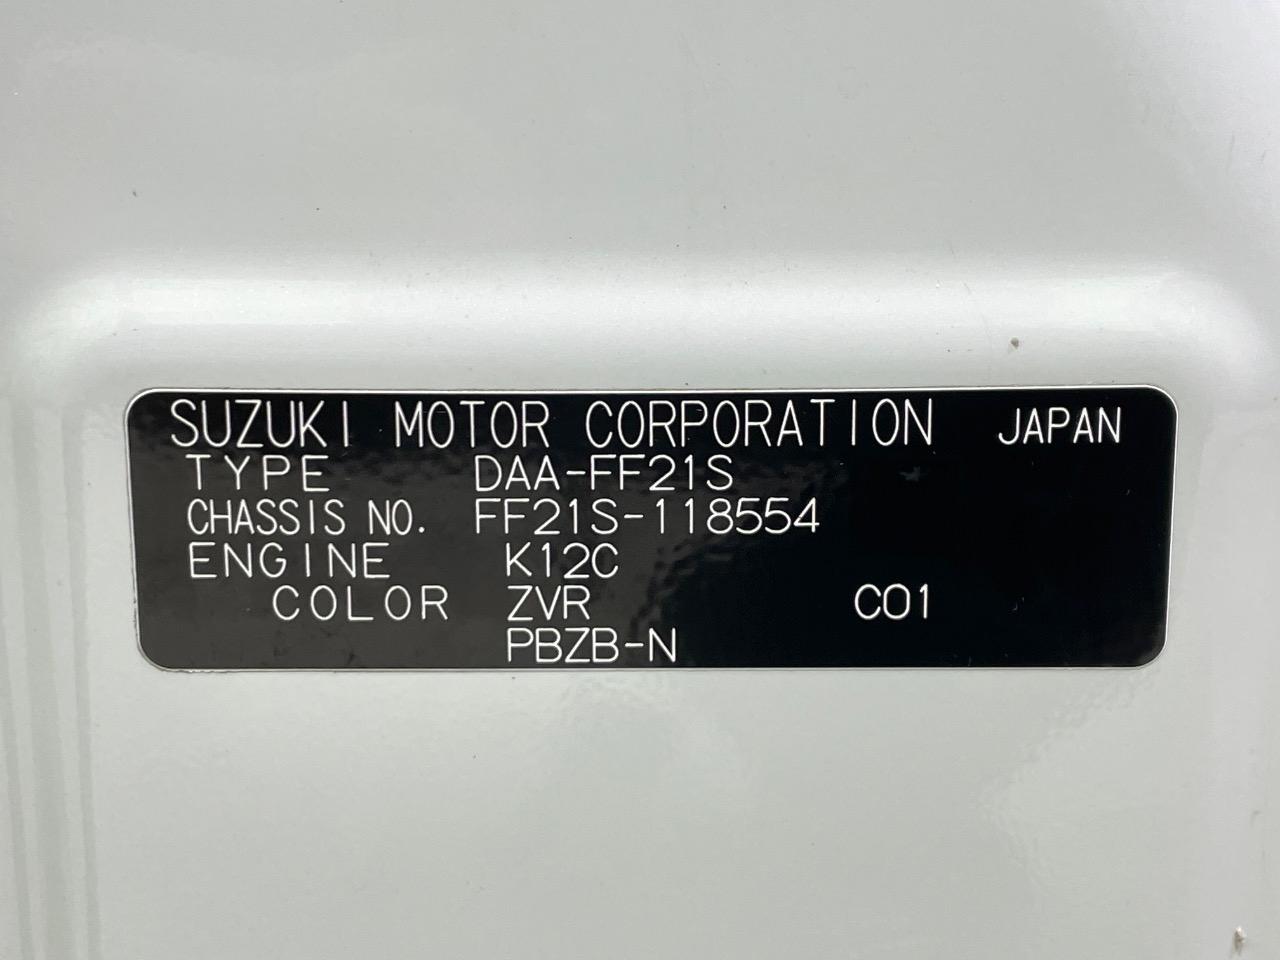 SUZUKI MOTOR CORPORATION JAPAN
TYPE DAA-FF21S
CHASSIS NO. FF21S-118554
ENGINE K12C
COLOR ZVR C01
PBZB-N